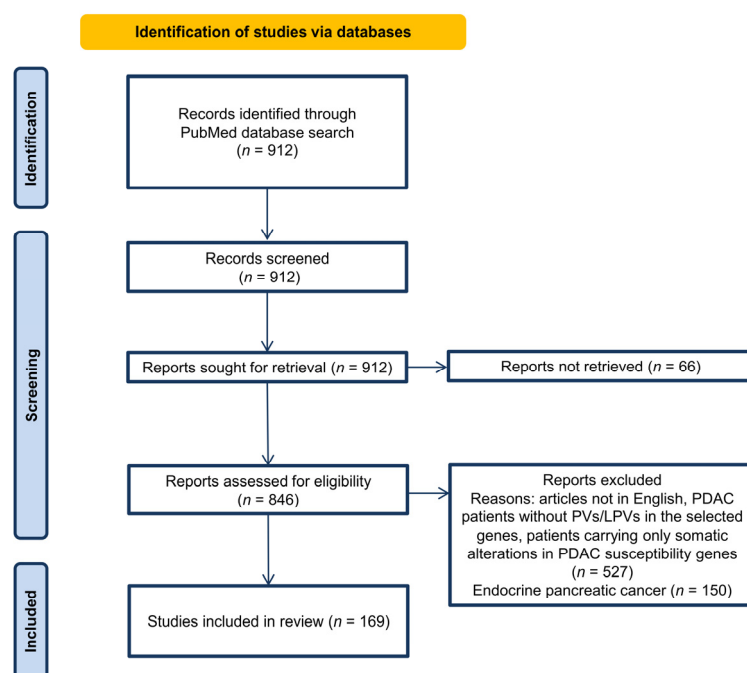 Identification of studies via databases
Identification
Records identified through
PubMed database search
(n = 912)
Records screened
(n = 912)
Screening
Reports sought for retrieval (n = 912)
Reports not retrieved (n = 66)
Reports assessed for eligibility
(n = 846)
Reports excluded
Reasons: articles not in English, PDAC
patients without PVs/LPVs in the selected
genes, patients carrying only somatic
alterations in PDAC susceptibility genes
(n = 527)
Endocrine pancreatic cancer (n = 150)
Included
Studies included in review (n = 169)